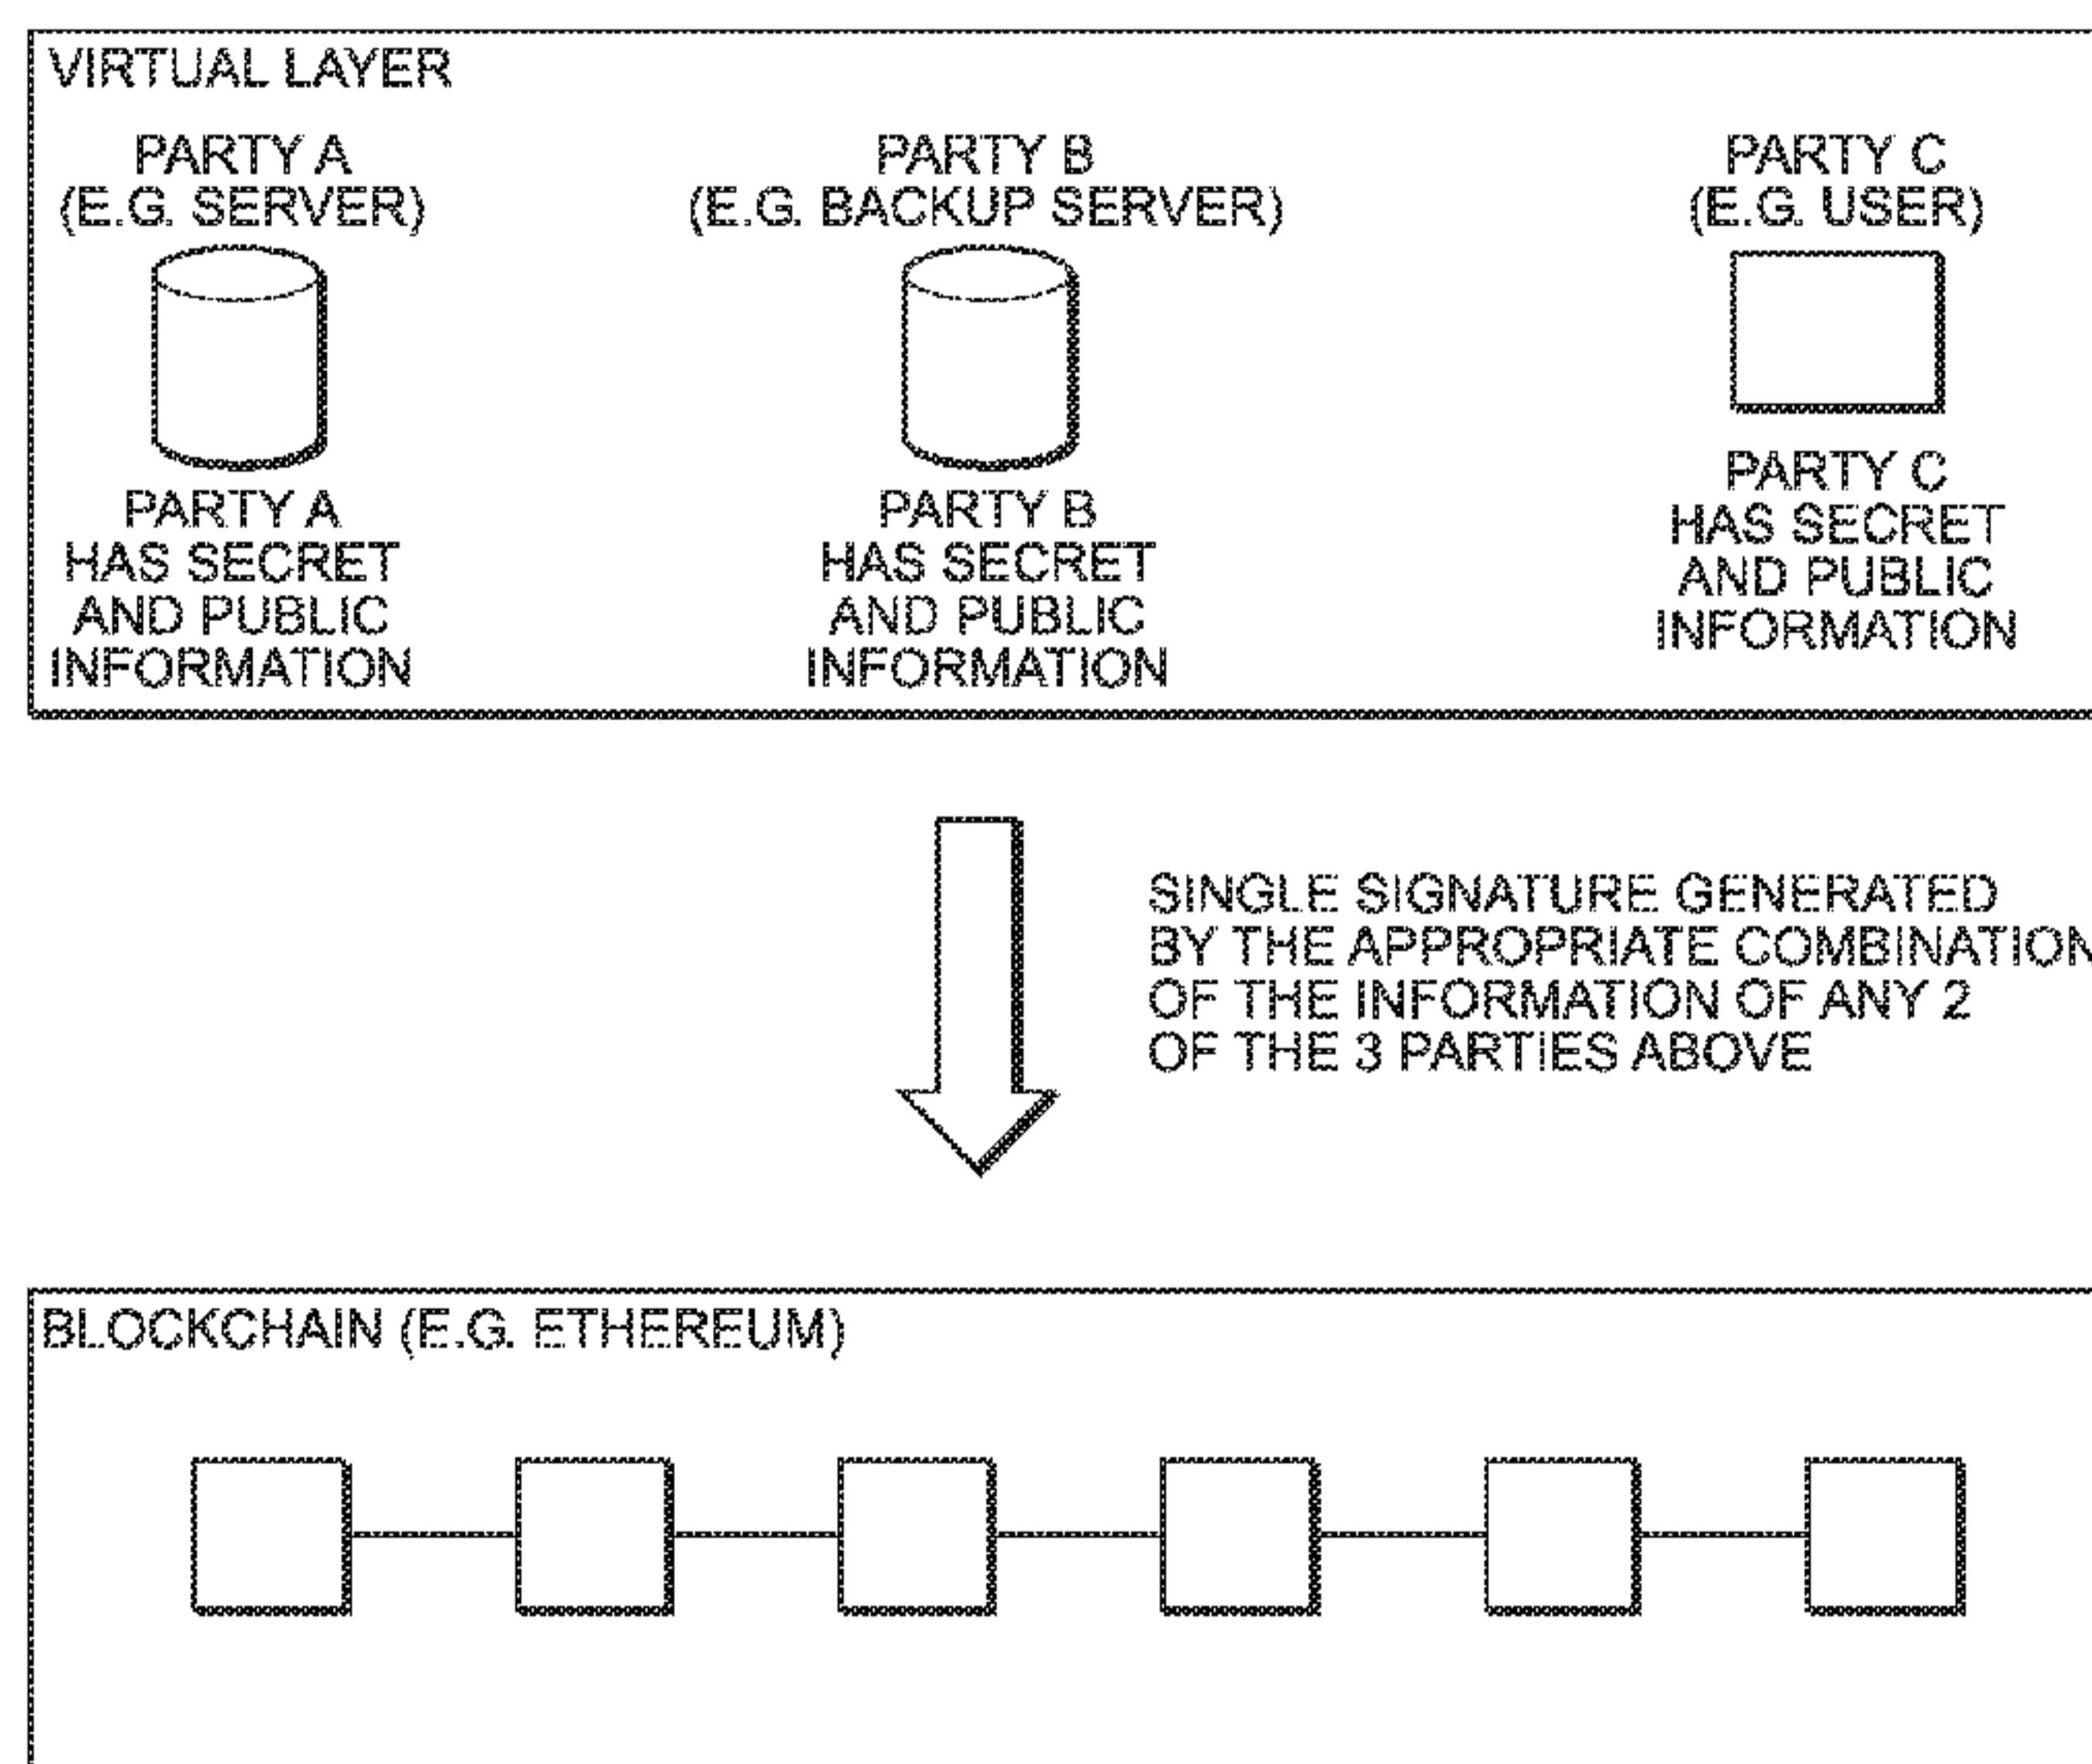 VIRTUAL LAYER
PARTY A
(E.G. SERVER)
PARTY B
(E.G. BACKUP SERVER)
PARTY C
(E.G. USER)
PARTY A
HAS SECRET
AND PUBLIC
INFORMATION
PARTY B
HAS SECRET
AND PUBLIC
INFORMATION
PARTY C
HAS SECRET
AND PUBLIC
INFORMATION
SINGLE SIGNATURE GENERATED
BY THE APPROPRIATE COMBINATION
OF THE INFORMATION OF ANY 2
OF THE 3 PARTIES ABOVE
BLOCKCHAIN (E.G. ETHEREUM)